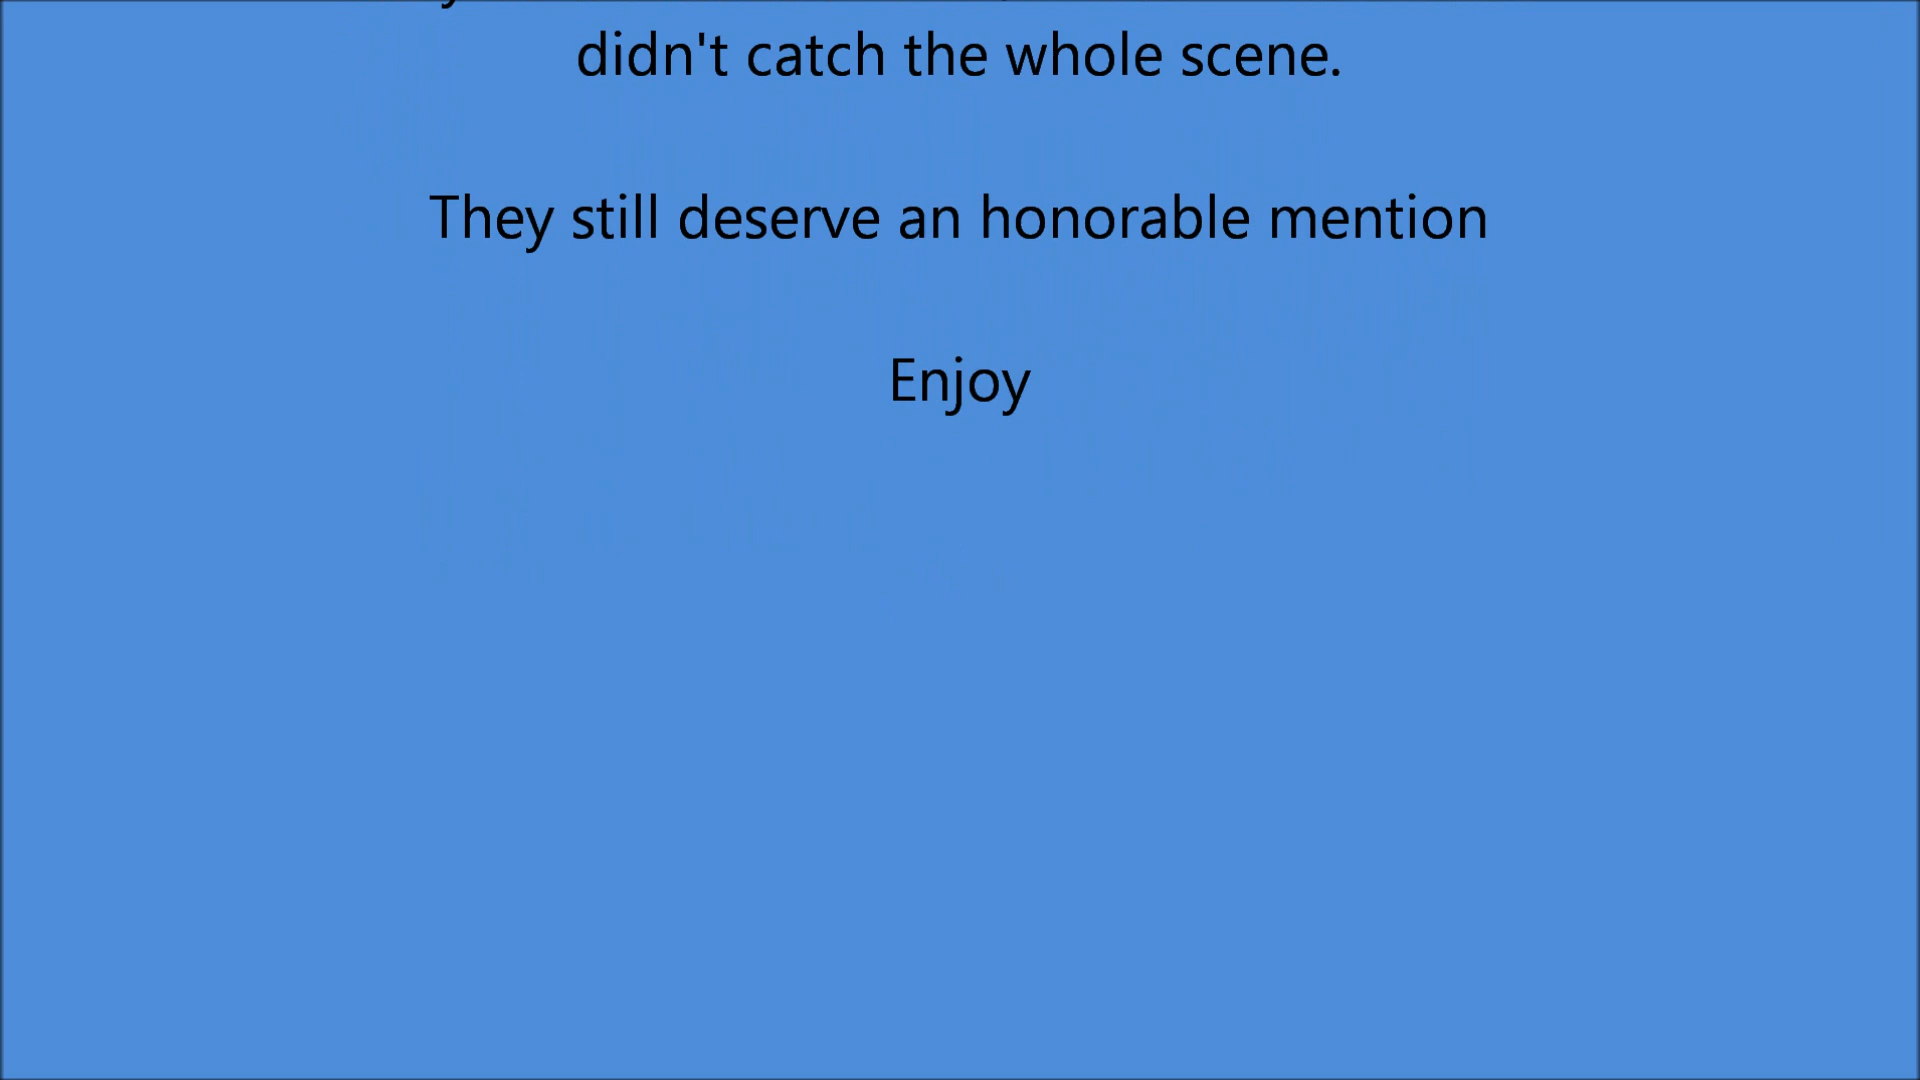 didn't catch the whole scene.
They still deserve an honorable mention
Enjoy